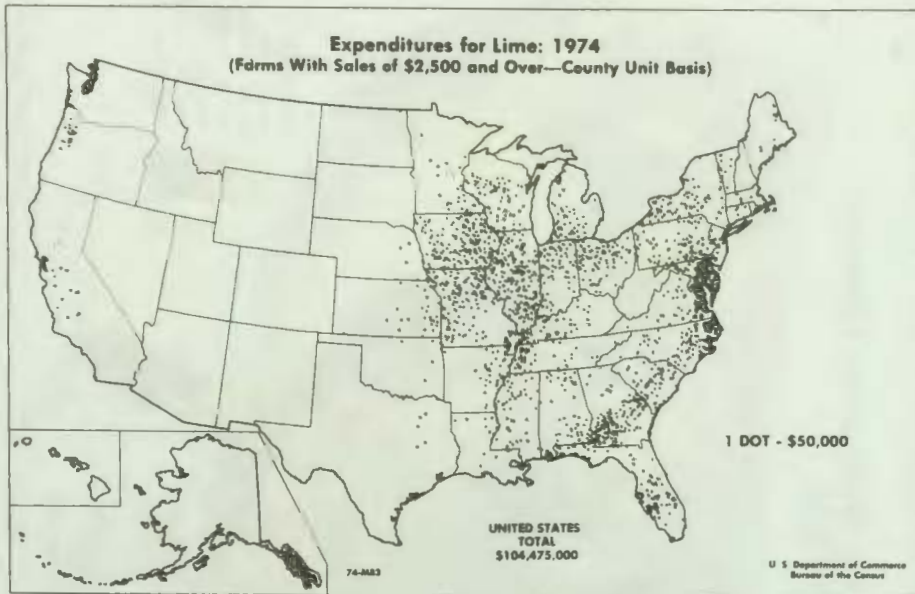 Expenditures for Lime: 1974
(Farms With Sales of $2,500 and Over—County Unit Basis)
1 DOT - $50,000
UNITED STATES
TOTAL
$104,475,000
74-M83
U S Department of Commerce
Bureau of the Census